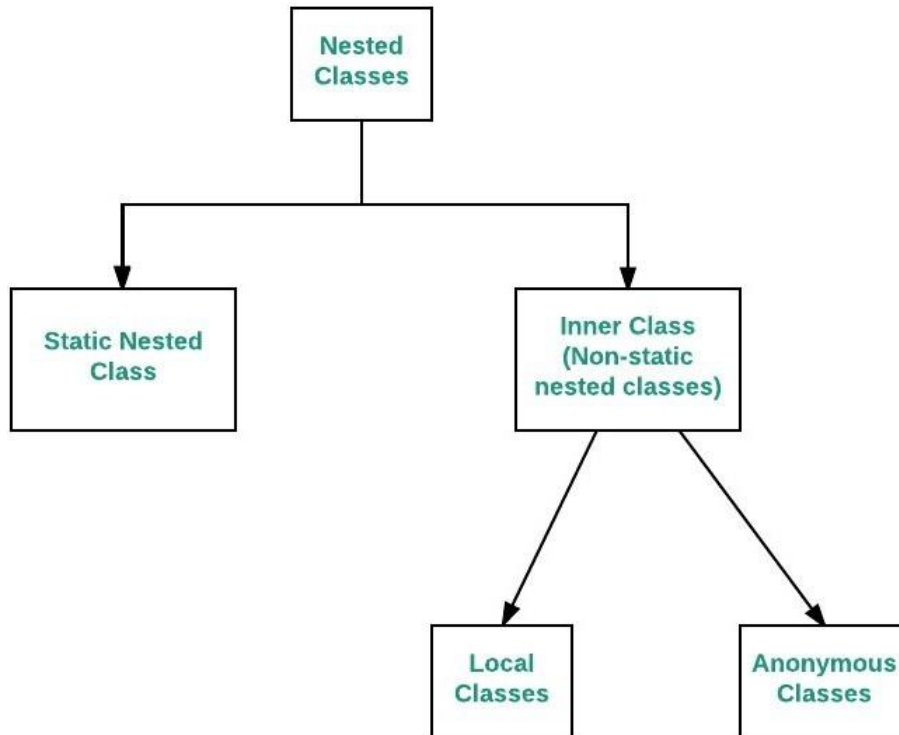 Nested
Classes
Static Nested
Class
Inner Class
(Non-static
nested classes)
Local
Classes
Anonymous
Classes